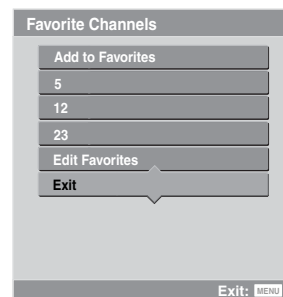 Favorite Channels
Add to Favorites
5
12
23
Edit Favorites
Exit
Exit: MENU